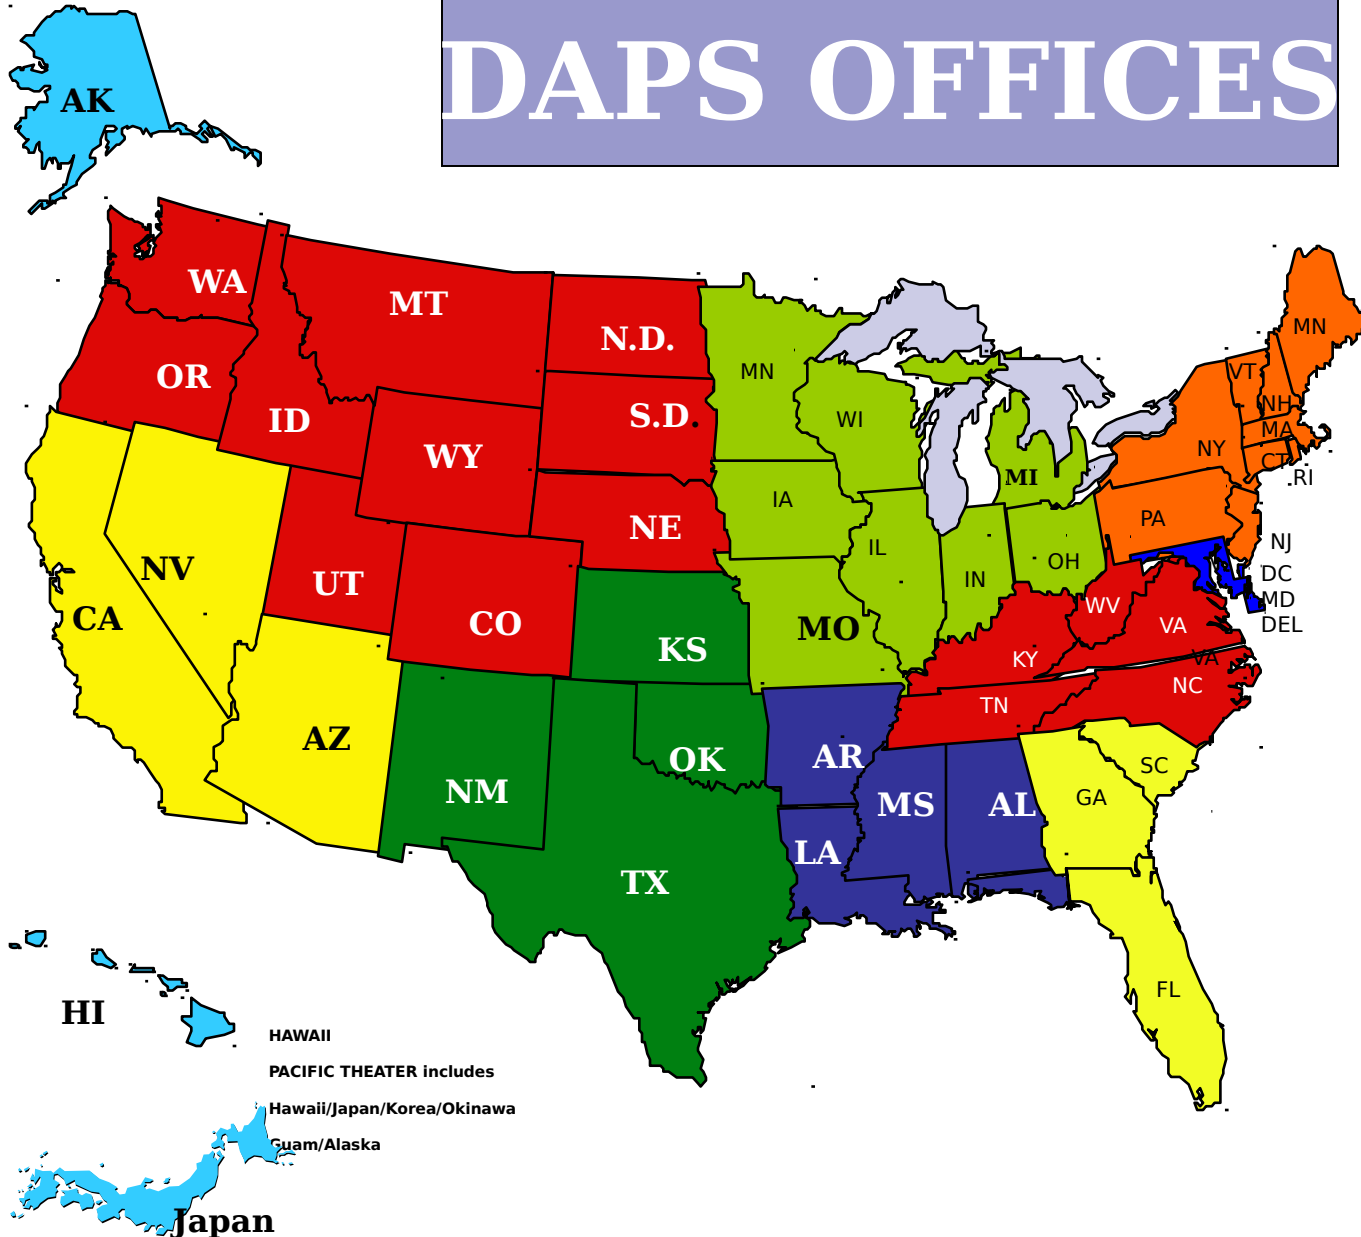 DAPS OFFICES
AK
WA
MT
N.D.
MN
MN
VT
OR
ID
S.D.
WI
NH
MA
WY
NY
CT
RI
MI
IA
PA
NE
NV
UT
IL
IN
OH
NJ
DC
MD
DEL
CA
CO
KS
MO
WV
VA
KY
VA
NC
TN
AZ
NM
OK
AR
MS
AL
SC
GA
LA
TX
FL
HI
HAWAII
PACIFIC THEATER includes
Hawaii/Japan/Korea/Okinawa
Guam/Alaska
Japan